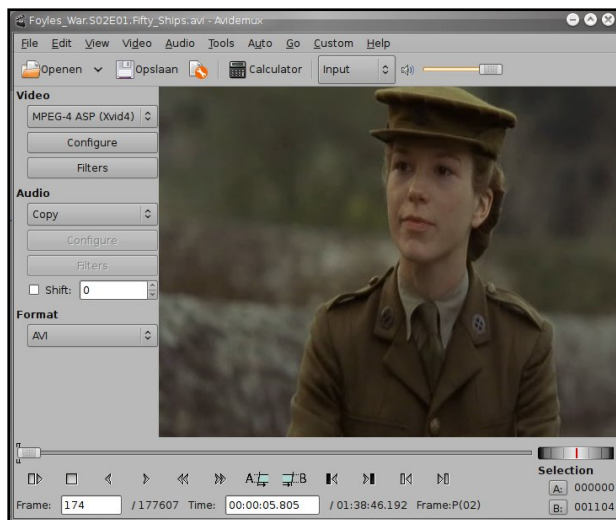 Foyles_War.S02E01.Fifty_Ships.avi - Avidemux
File Edit View Video Audio Tools Auto Go Custom Help
Openen Opslaan Calculator Input
Video
MPEG-4 ASP (Xvid4)
Configure
Filters
Audio
Copy
Configure
Filters
Shift: 0
Format
AVI
A B
Selection
A: 000000
Frame: 174 / 177607 Time: 00:00:05.805 / 01:38:46.192 Frame:P(02)
B: 001104